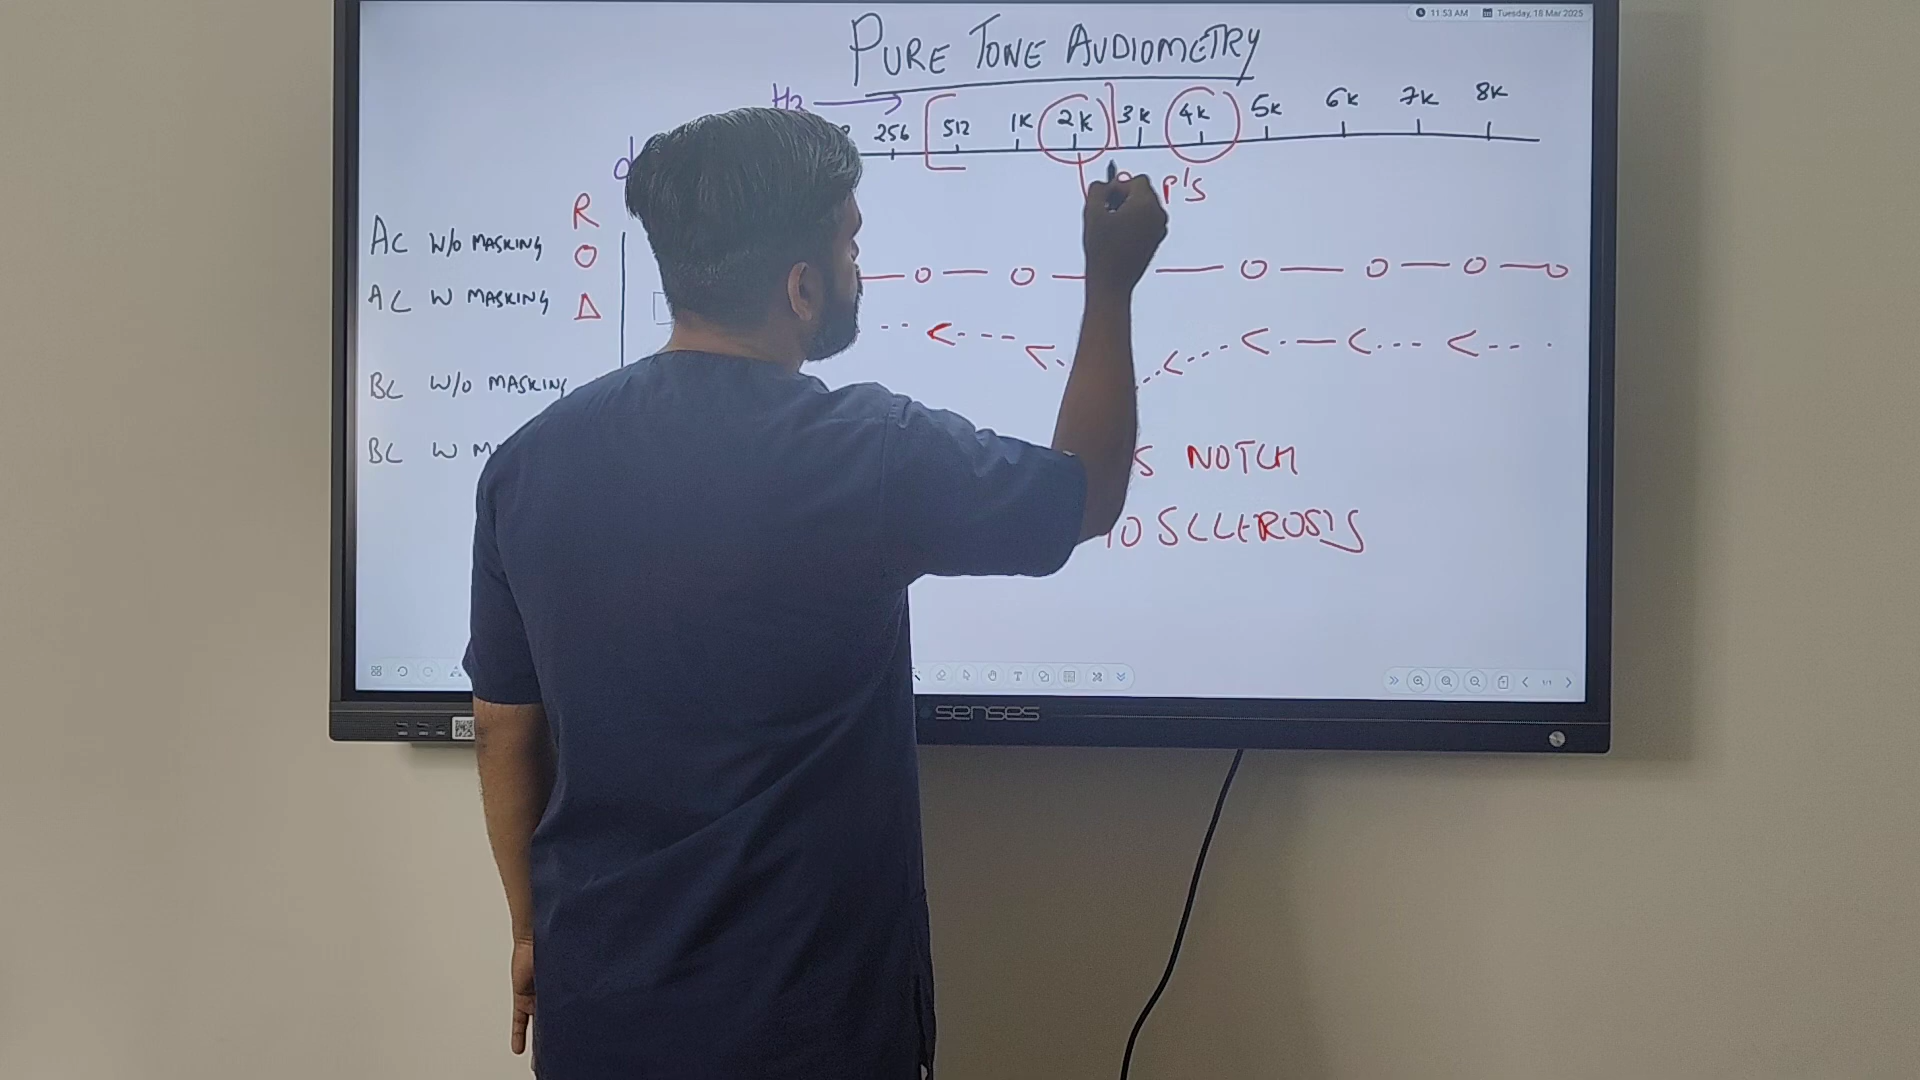 11:53 AM Tuesday, 18 Mar 2025
PURE TONE AUDIOMETRY
Hz
256 512 1K 2K 3K 4K 5K 6K 7K 8K
P'S
R
AC W/O MASKING
AC W MASKING
BC W/O MASKING
BC W
NOTCH
SCLEROSIS
senses